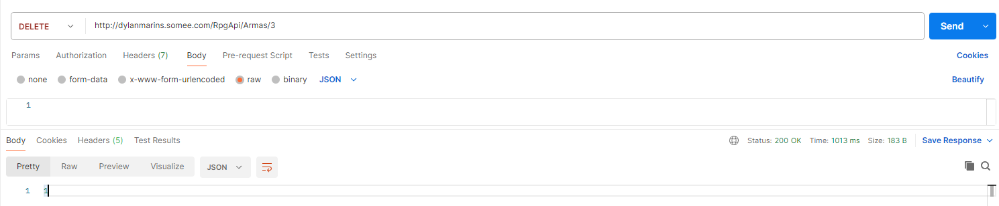 DELETE http://dylanmarins.somee.com/RpgApi/Armas/3 Send
Params Authorization Headers (7) Body Pre-request Script Tests Settings Cookies
none form-data x-www-form-urlencoded raw binary JSON Beautify
1
Body Cookies Headers (5) Test Results Status: 200 OK Time: 1013 ms Size: 183 B Save Response
Pretty Raw Preview Visualize JSON
1 1